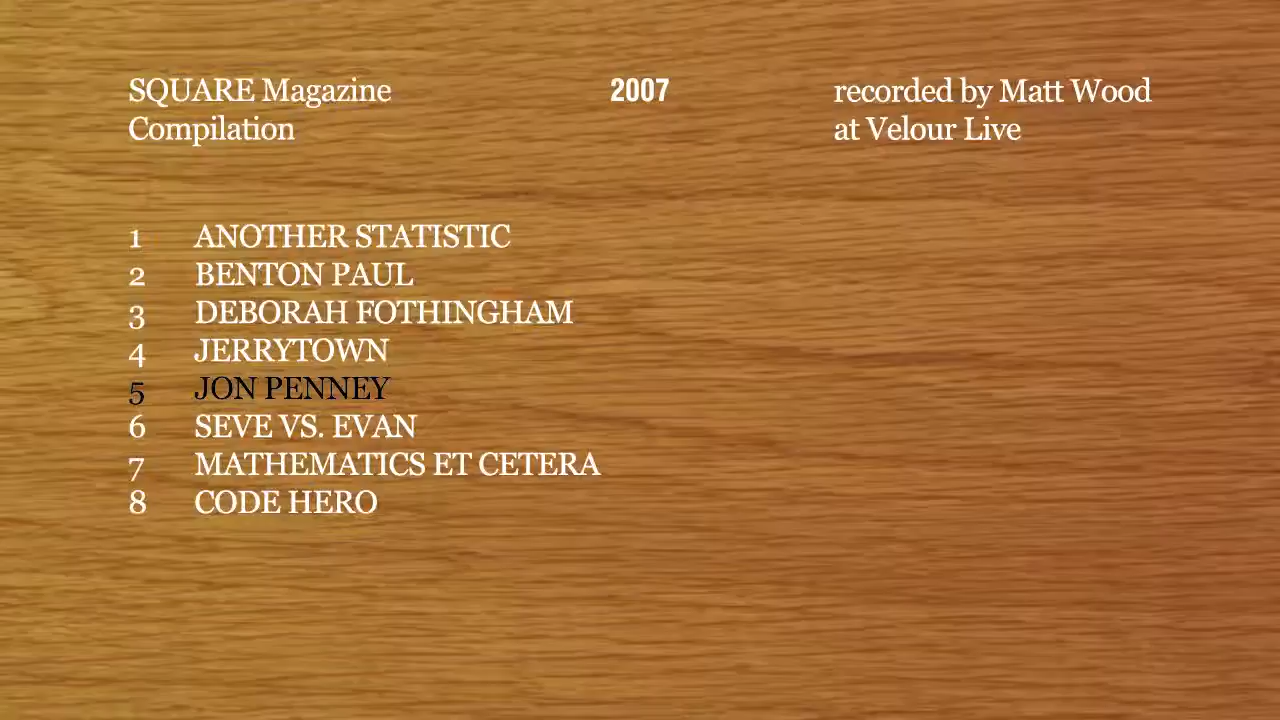 SQUARE Magazine
Compilation
2007
recorded by Matt Wood
at Velour Live
1 ANOTHER STATISTIC
2 BENTON PAUL
3 DEBORAH FOTHINGHAM
4 JERRYTOWN
5 JON PENNEY
6 SEVE VS. EVAN
7 MATHEMATICS ET CETERA
8 CODE HERO